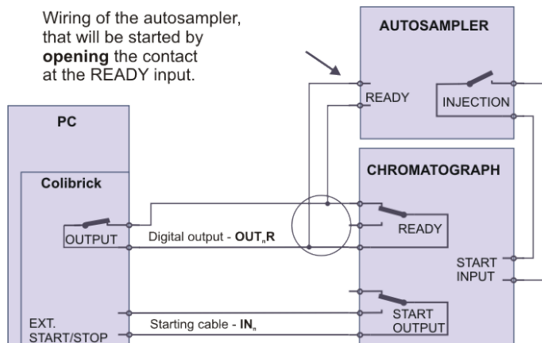 Wiring of the autosampler,
that will be started by
opening the contact
at the READY input.
AUTOSAMPLER
READY
INJECTION
PC
Colibrick
OUTPUT
Digital output - OUTnR
CHROMATOGRAPH
READY
START
INPUT
START
OUTPUT
EXT.
START/STOP
Starting cable - INn